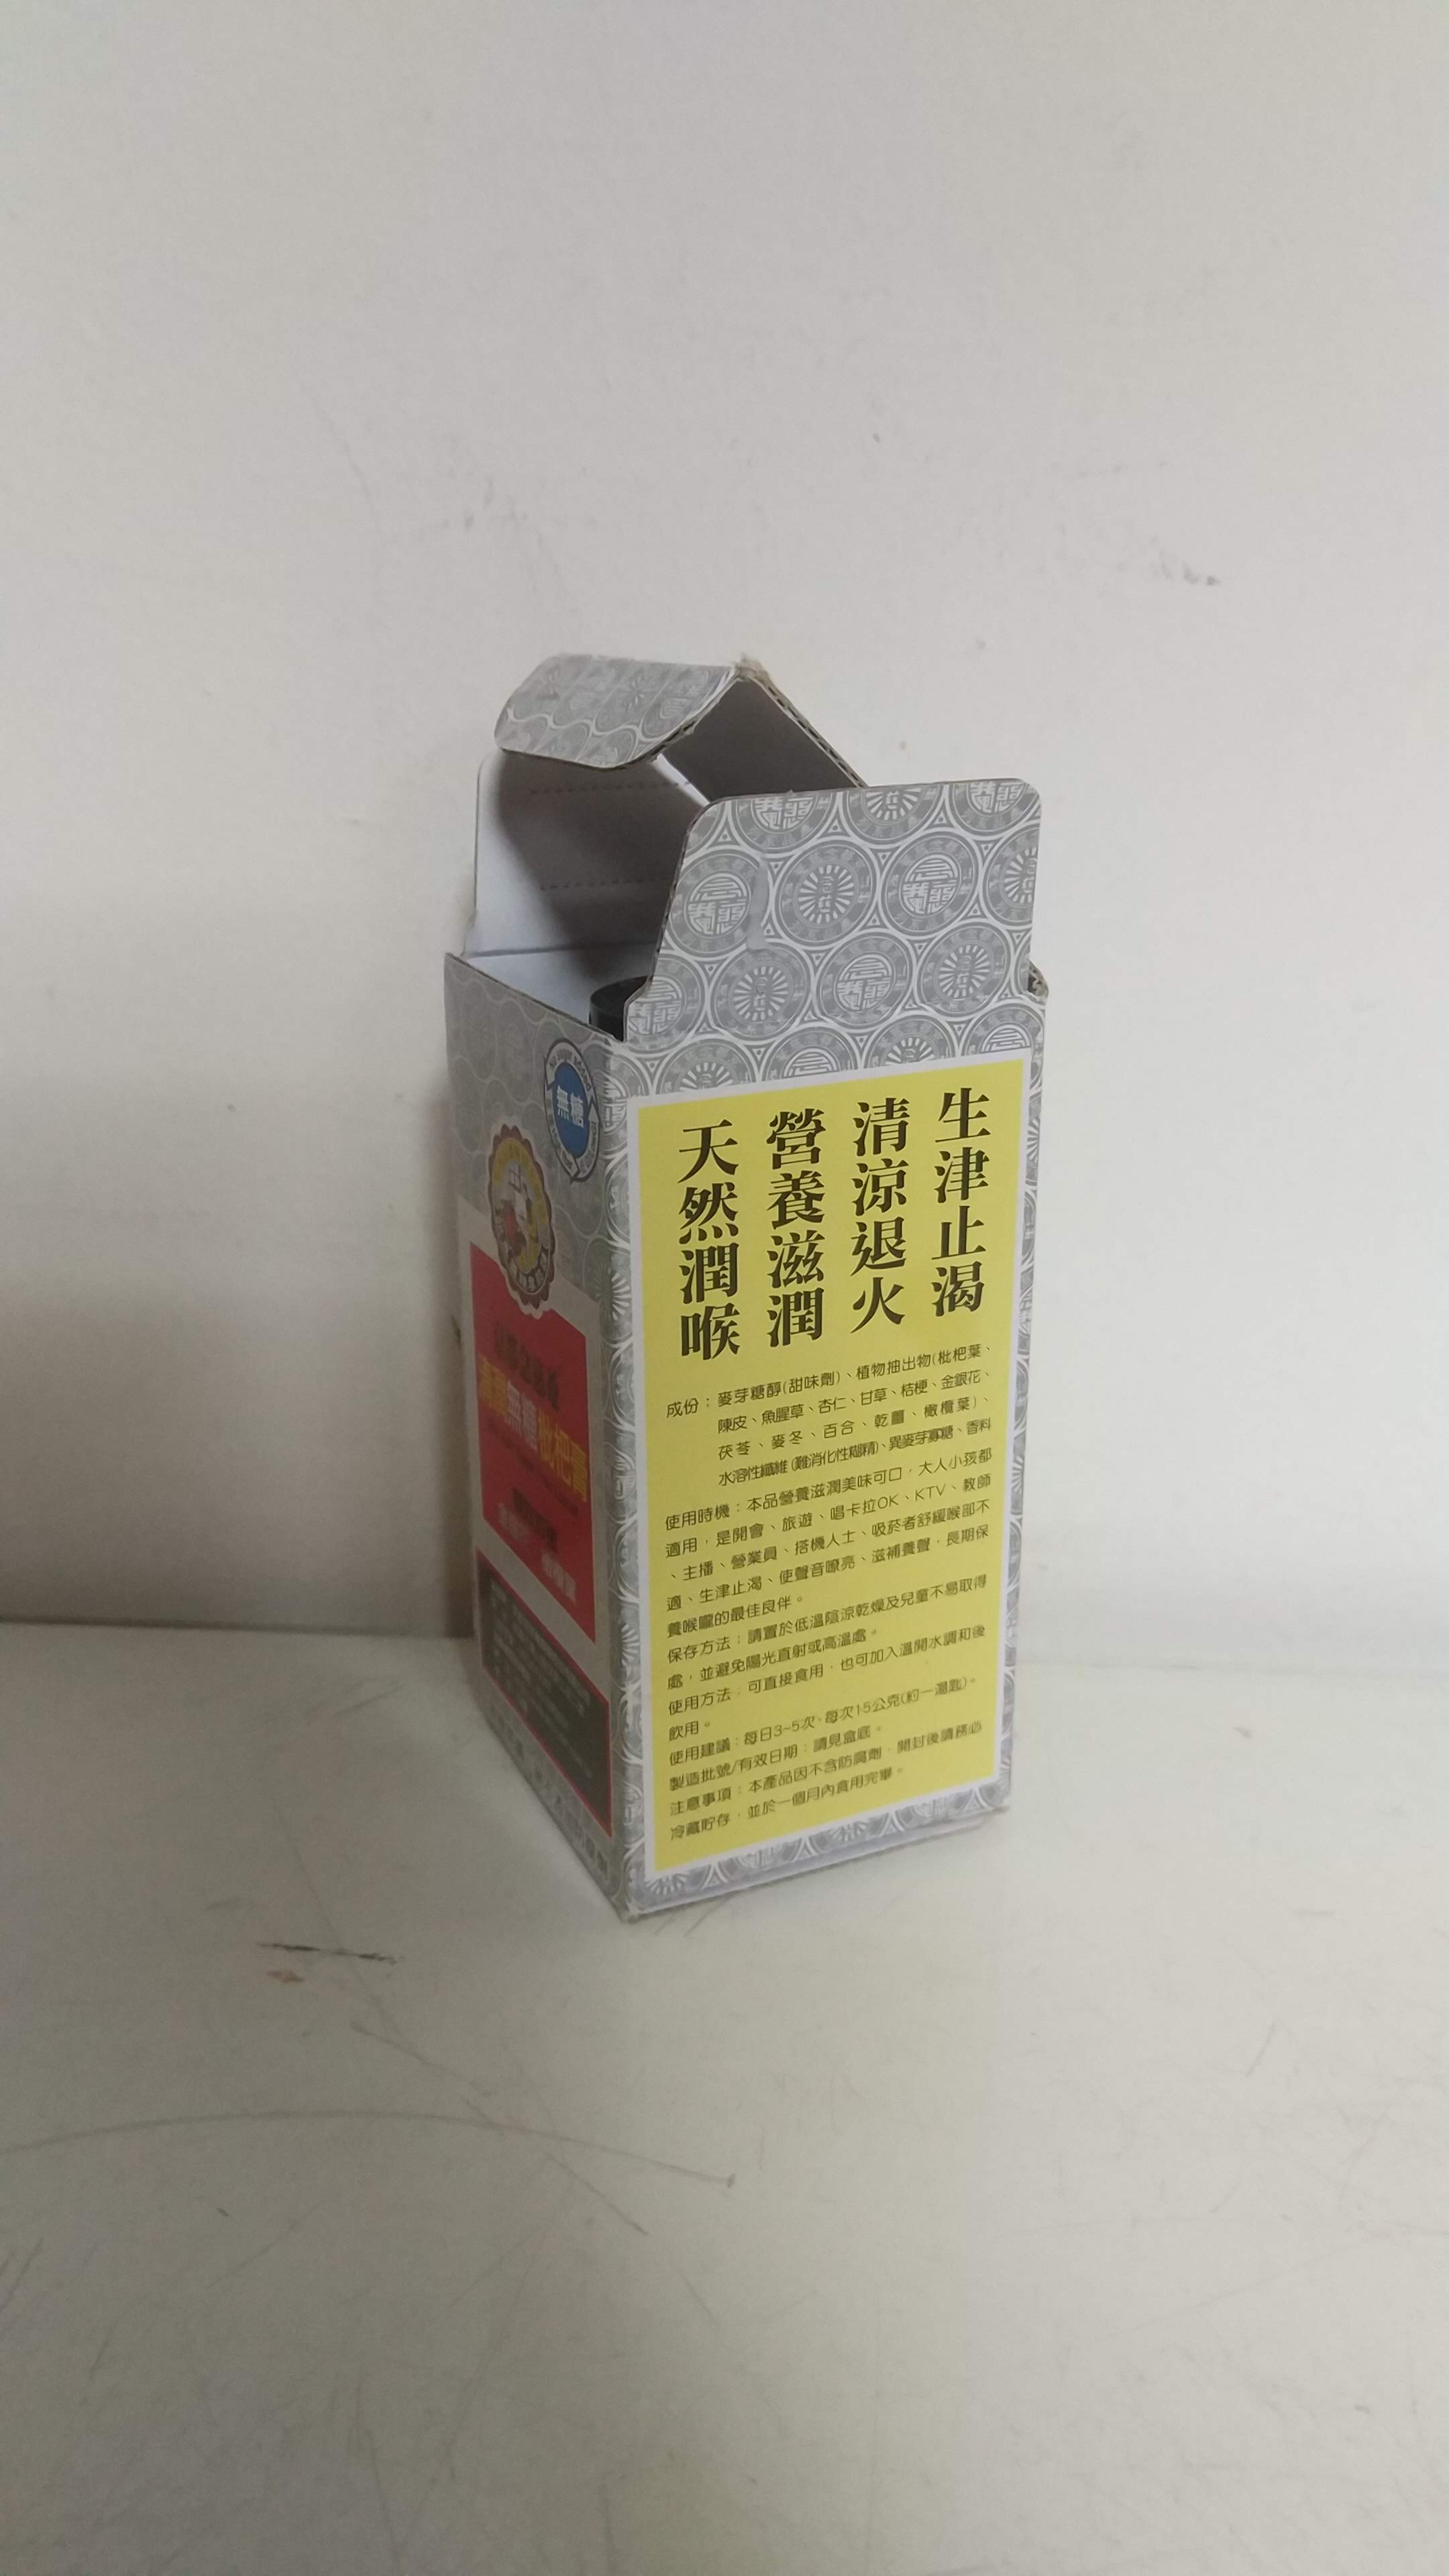 無糖
生津止渴
清涼退火
營養滋潤
天然潤喉
無糖枇杷膏
成份：麥芽糖醇(甜味劑)、植物抽出物(枇杷葉、
陳皮、魚腥草、杏仁、甘草、桔梗、金銀花、
茯苓、麥冬、百合、乾薑、橄欖葉)、
水溶性纖維(難消化性糊精)、異麥芽寡糖、香料
使用時機：本品營養滋潤美味可口，大人小孩都
適用，是開會、旅遊、唱卡拉OK、KTV、教師
、主播、營業員、搭機人士、吸菸者舒緩喉部不
適、生津止渴、使聲音嘹亮、滋補養聲，長期保
養喉嚨的最佳良伴。
保存方法：請置於低溫陰涼乾燥及兒童不易取得
處，並避免陽光直射或高溫處。
使用方法：可直接食用，也可加入溫開水調和後
飲用。
使用建議：每日3~5次，每次15公克(約一湯匙)。
製造批號/有效日期：請見盒底。
注意事項：本產品因不含防腐劑，開封後請務必
冷藏貯存，並於一個月內食用完畢。